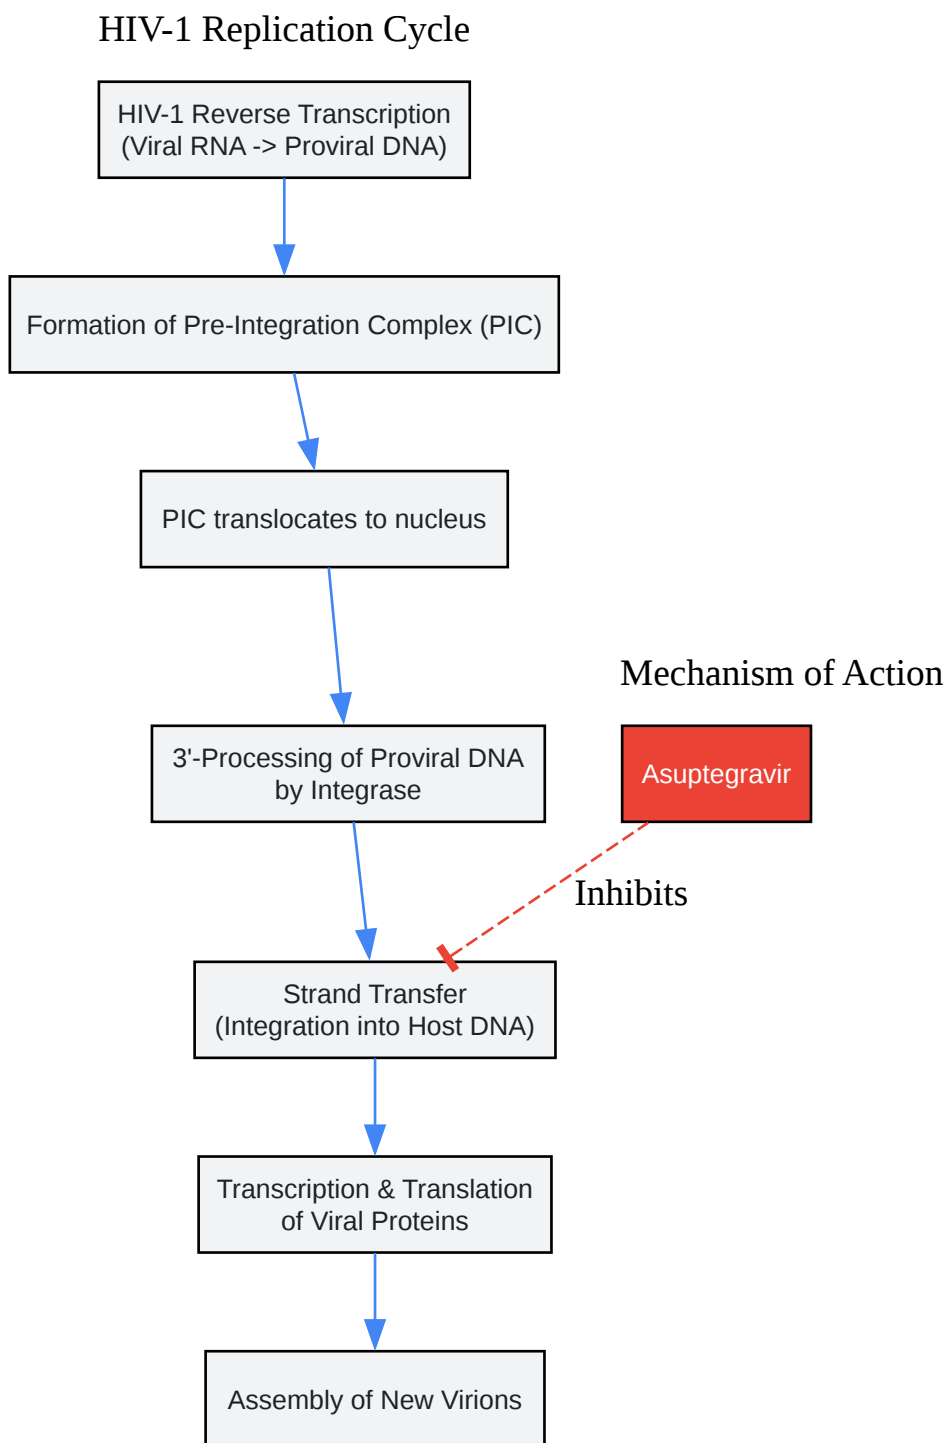 HIV-1 Replication Cycle
HIV-1 Reverse Transcription
(Viral RNA -> Proviral DNA)
Formation of Pre-Integration Complex (PIC)
PIC translocates to nucleus
Mechanism of Action
3'-Processing of Proviral DNA
by Integrase
Asuptegravir
Inhibits
Strand Transfer
(Integration into Host DNA)
Transcription & Translation
of Viral Proteins
Assembly of New Virions